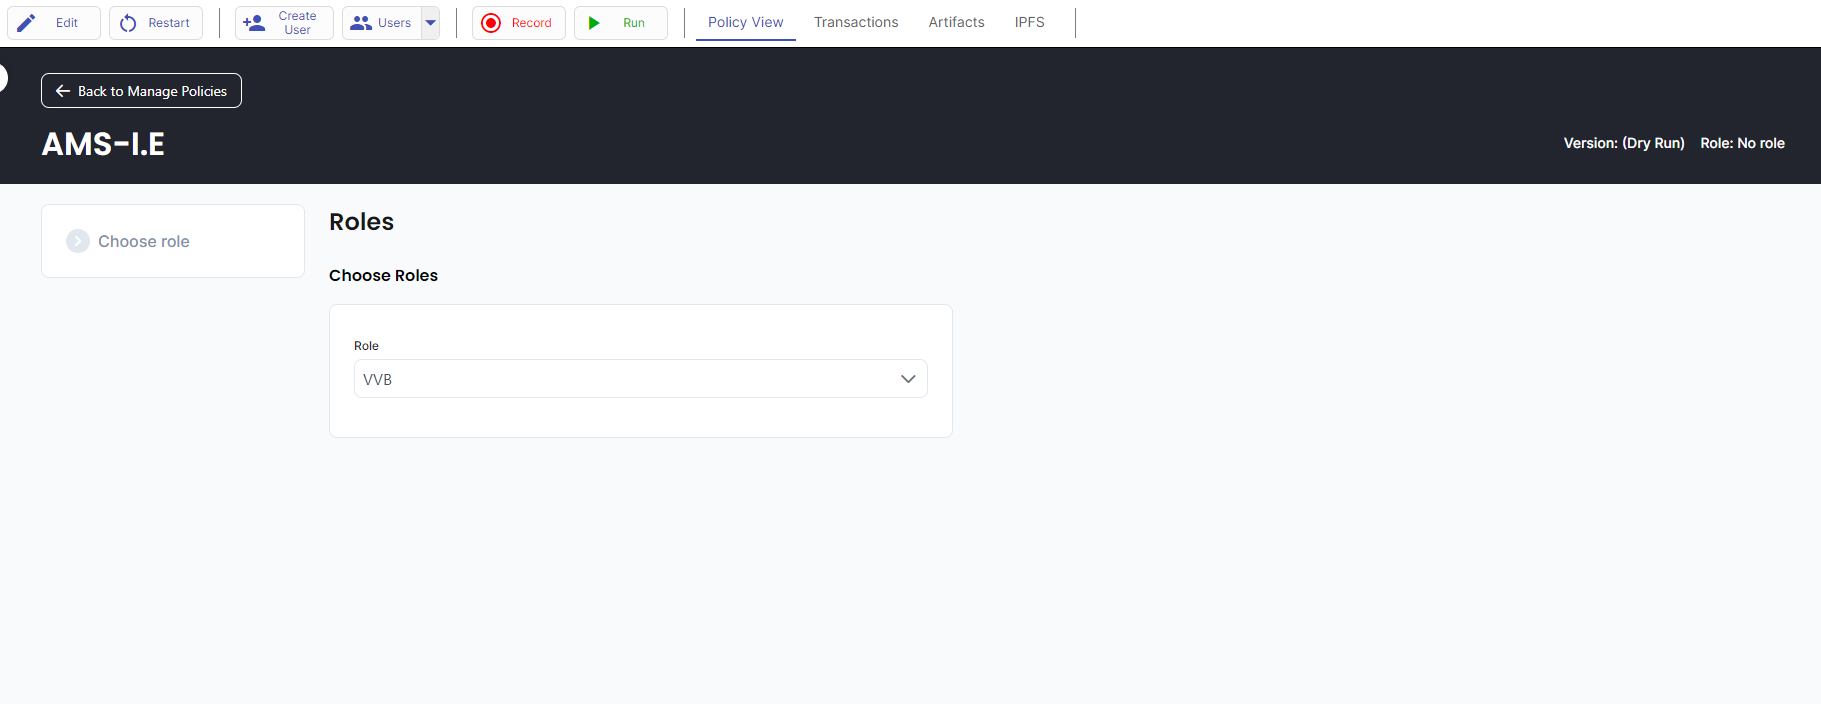 Edit
Restart
Create
User
Users
Record
Run
Policy View
Transactions
Artifacts
IPFS
Back to Manage Policies
AMS-I.E
Version: (Dry Run)
Role: No role
Choose role
Roles
Choose Roles
Role
VVB